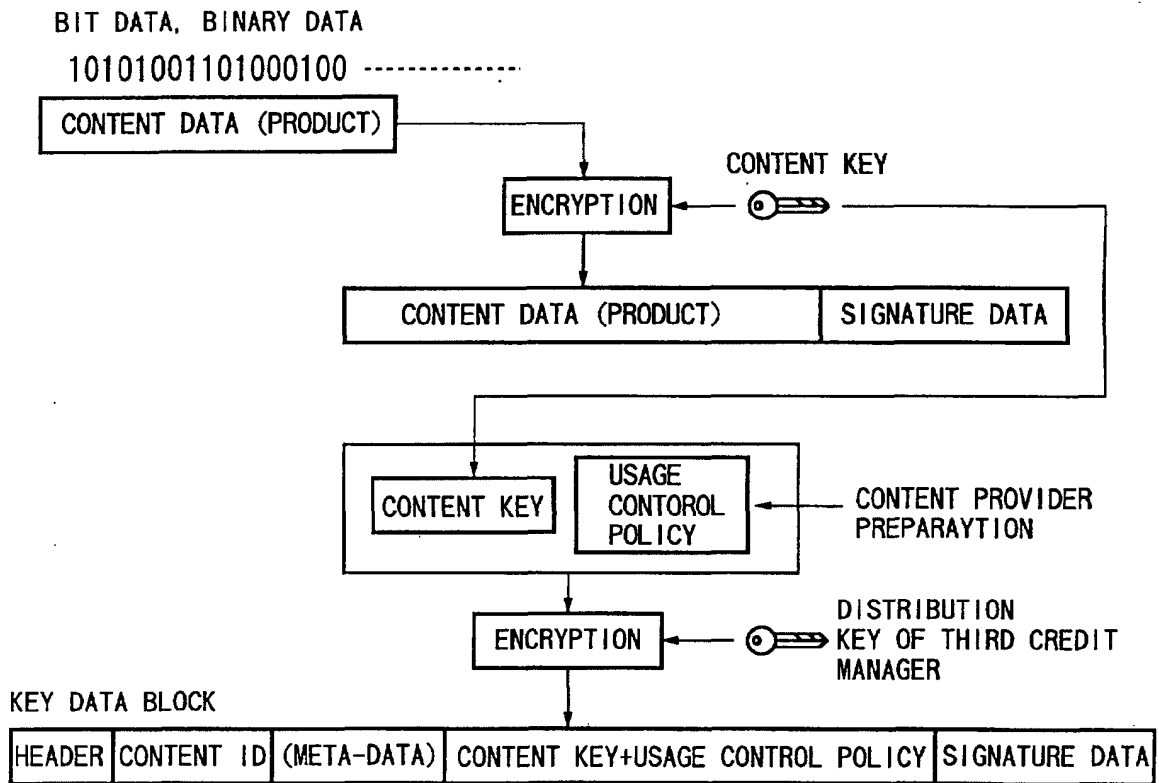 BIT DATA, BINARY DATA
10101001101000100
CONTENT DATA (PRODUCT)
CONTENT KEY
ENCRYPTION
CONTENT DATA (PRODUCT)
SIGNATURE DATA
CONTENT KEY
USAGE
CONTOROL
POLICY
CONTENT PROVIDER
PREPARAYTION
ENCRYPTION
DISTRIBUTION
KEY OF THIRD CREDIT
MANAGER
KEY DATA BLOCK
HEADER
CONTENT ID
(META-DATA)
CONTENT KEY+USAGE CONTROL POLICY
SIGNATURE DATA